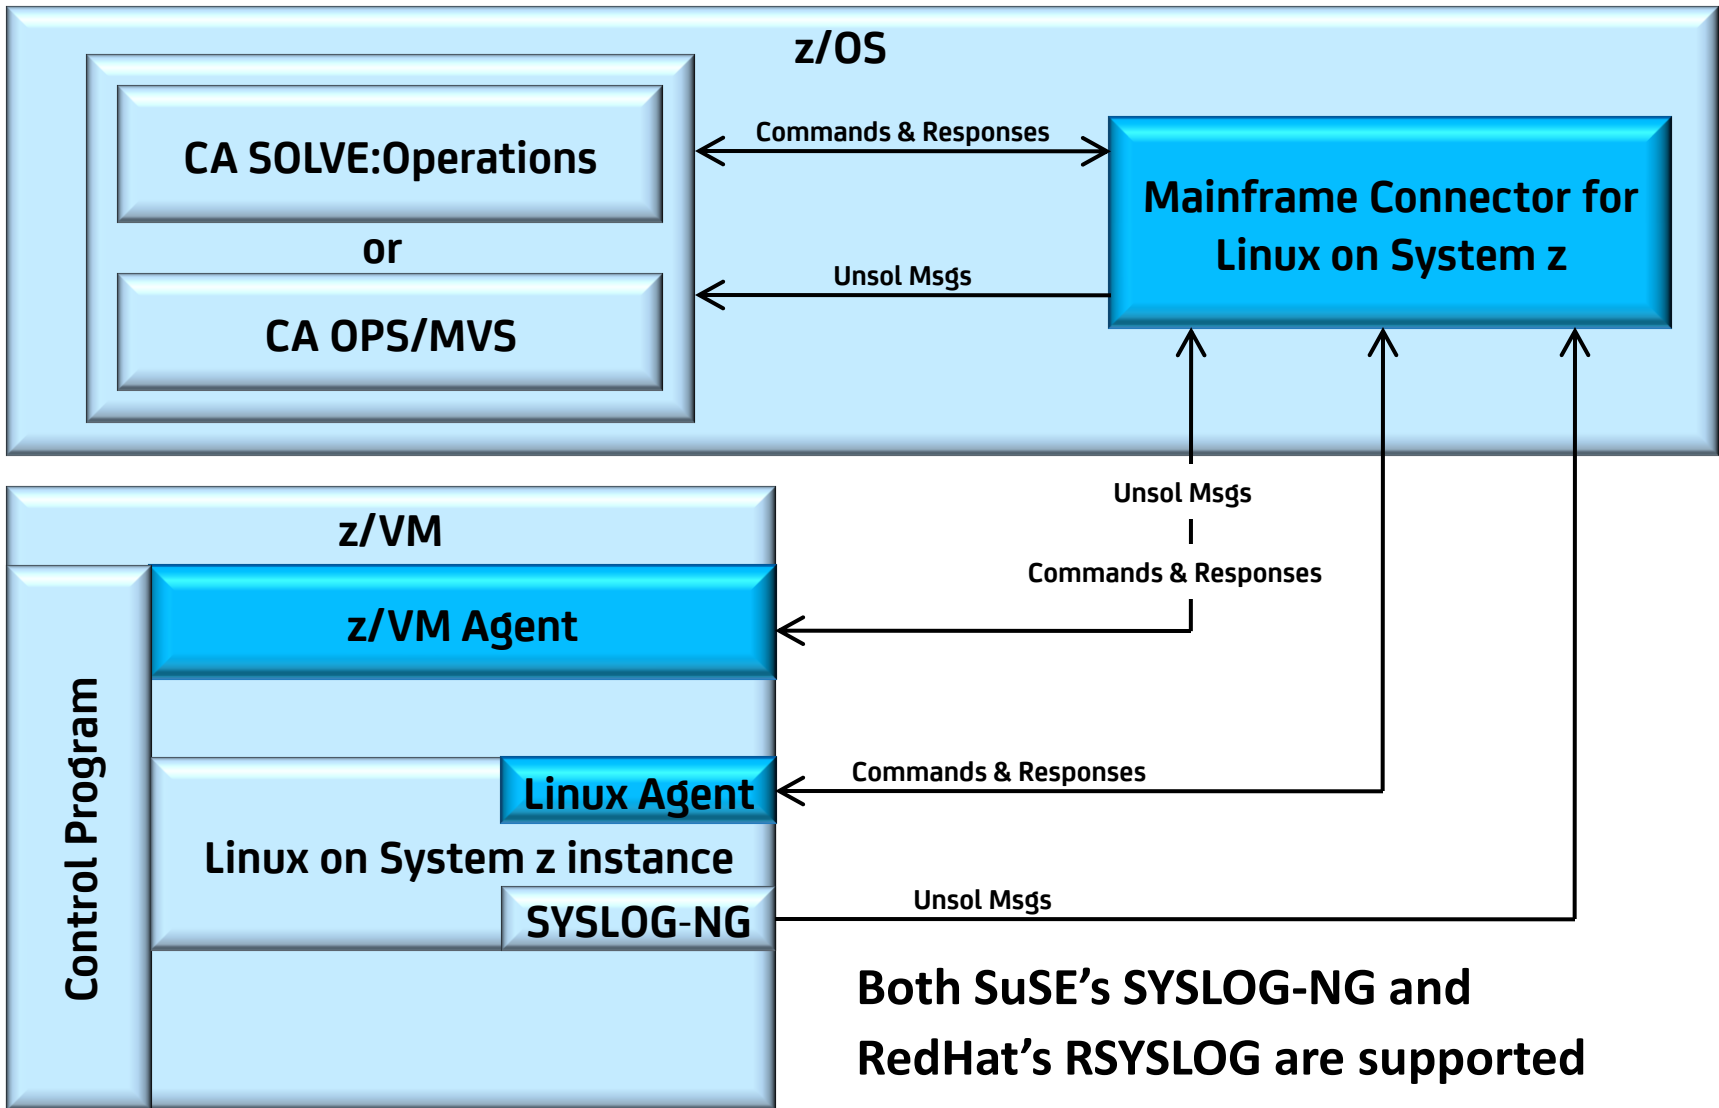 z/OS
CA SOLVE:Operations
or
CA OPS/MVS
Commands & Responses
Unsol Msgs
Mainframe Connector for
Linux on System z
Unsol Msgs
Commands & Responses
z/VM
z/VM Agent
Control Program
Linux Agent
Commands & Responses
Linux on System z instance
SYSLOG-NG
Unsol Msgs
Both SuSE’s SYSLOG-NG and
RedHat’s RSYSLOG are supported